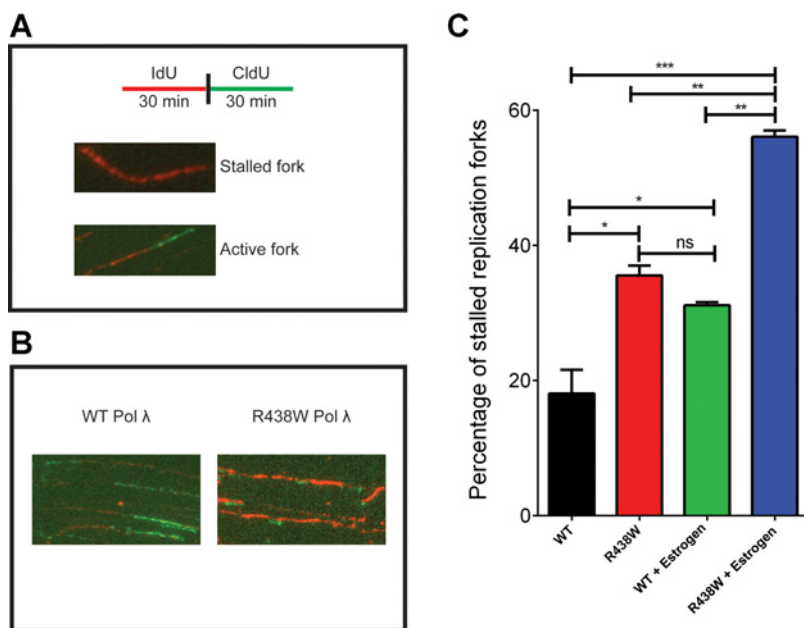 A
IdU CldU
30 min 30 min
Stalled fork
Active fork
B
WT Pol λ R438W Pol λ
C
***
**
**
*
*
ns
Percentage of stalled replication forks
60
40
20
0
WT
R438W
WT + Estrogen
R438W + Estrogen